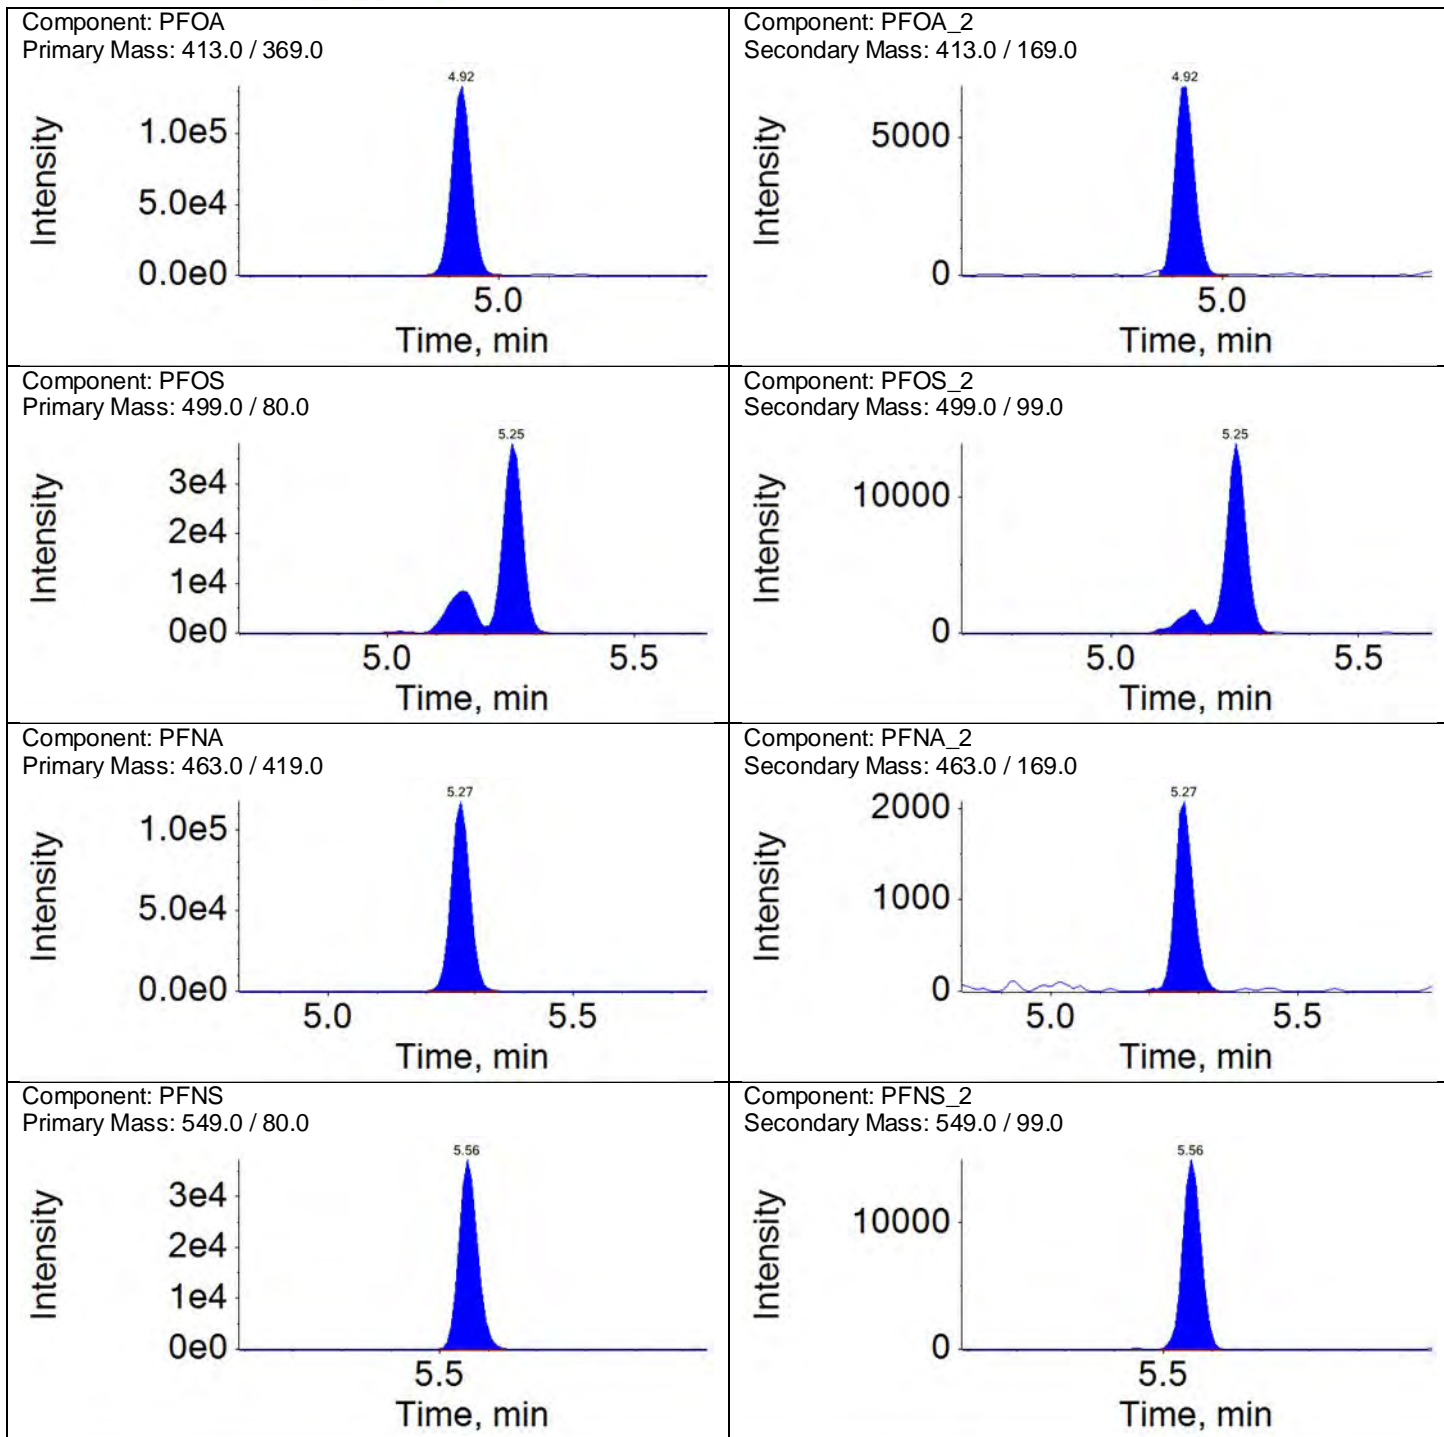 Component: PFOA
Primary Mass: 413.0 / 369.0
4.92
Intensity
1.0e5
5.0e4
0.0e0
5.0
Time, min
Component: PFOA_2
Secondary Mass: 413.0 / 169.0
4.92
Intensity
5000
0
5.0
Time, min
Component: PFOS
Primary Mass: 499.0 / 80.0
5.25
Intensity
3e4
2e4
1e4
0e0
5.0 5.5
Time, min
Component: PFOS_2
Secondary Mass: 499.0 / 99.0
5.25
Intensity
10000
0
5.0 5.5
Time, min
Component: PFNA
Primary Mass: 463.0 / 419.0
5.27
Intensity
1.0e5
5.0e4
0.0e0
5.0 5.5
Time, min
Component: PFNA_2
Secondary Mass: 463.0 / 169.0
5.27
Intensity
2000
1000
0
5.0 5.5
Time, min
Component: PFNS
Primary Mass: 549.0 / 80.0
5.56
Intensity
3e4
2e4
1e4
0e0
5.5
Time, min
Component: PFNS_2
Secondary Mass: 549.0 / 99.0
5.56
Intensity
10000
0
5.5
Time, min